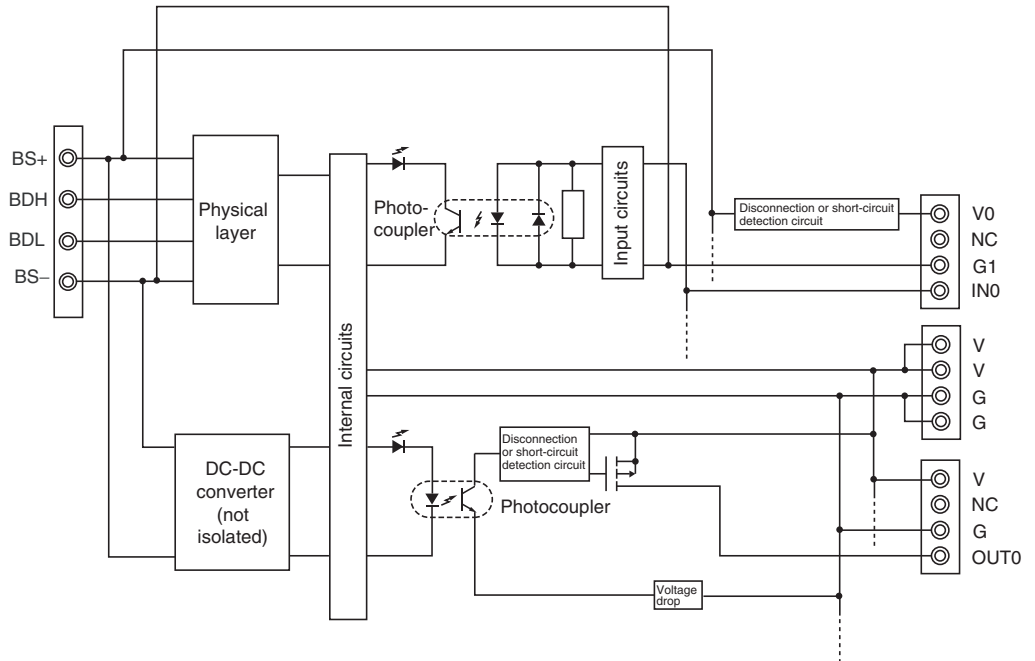 BS+
BDH
BDL
BS−
Physical
layer
DC-DC
converter
(not
isolated)
Internal circuits
Photo-
coupler
Input circuits
Disconnection or short-circuit
detection circuit
V0
NC
G1
IN0
V
V
G
G
Disconnection
or short-circuit
detection circuit
Photocoupler
V
NC
G
OUT0
Voltage
drop